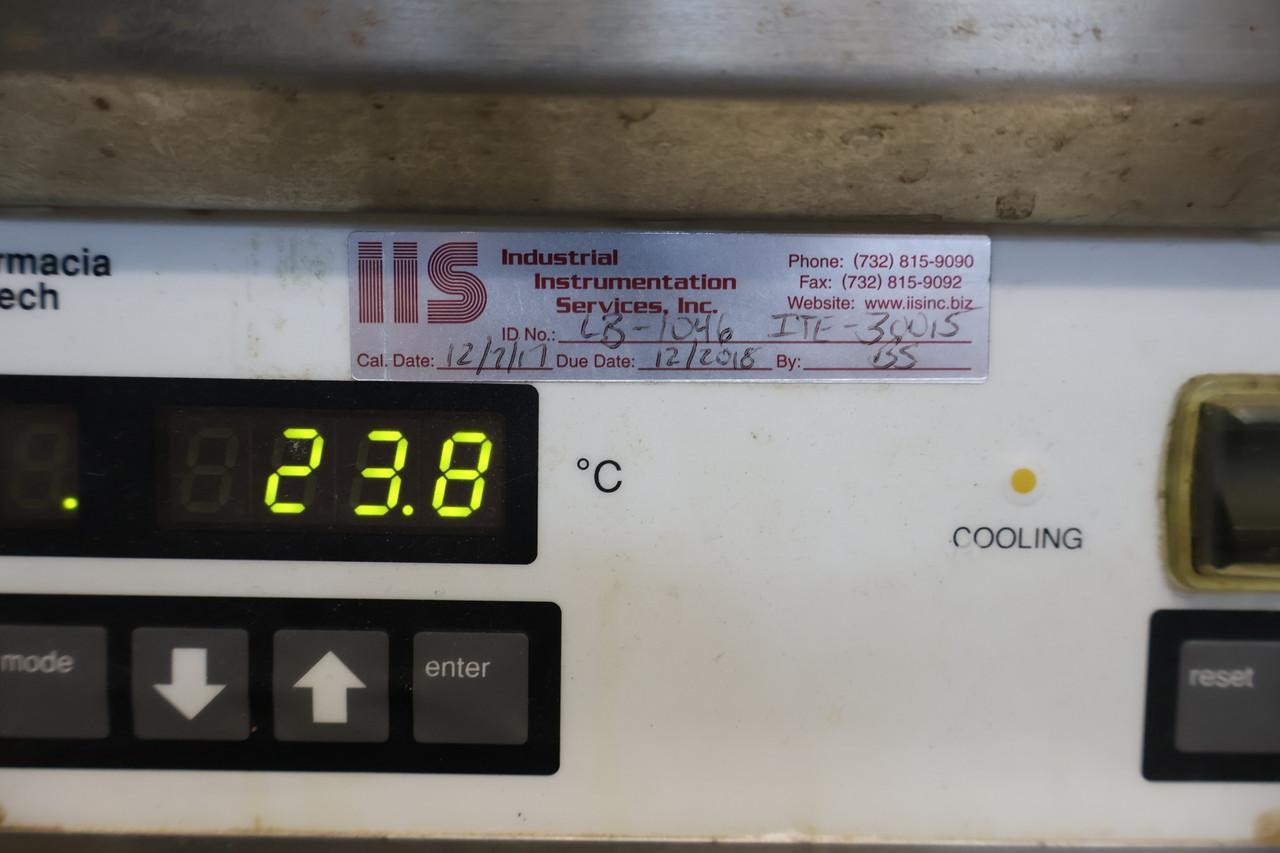 rmacia
tech
IIS
Industrial
Instrumentation
Services, Inc.
Phone: (732) 815-9090
Fax: (732) 815-9092
Website: www.iisinc.biz
ID No.: LB-1046 ITE-30015
Cal. Date: 12/7/17 Due Date: 12/2018 By: BS
23.8 °C
COOLING
mode
enter
reset